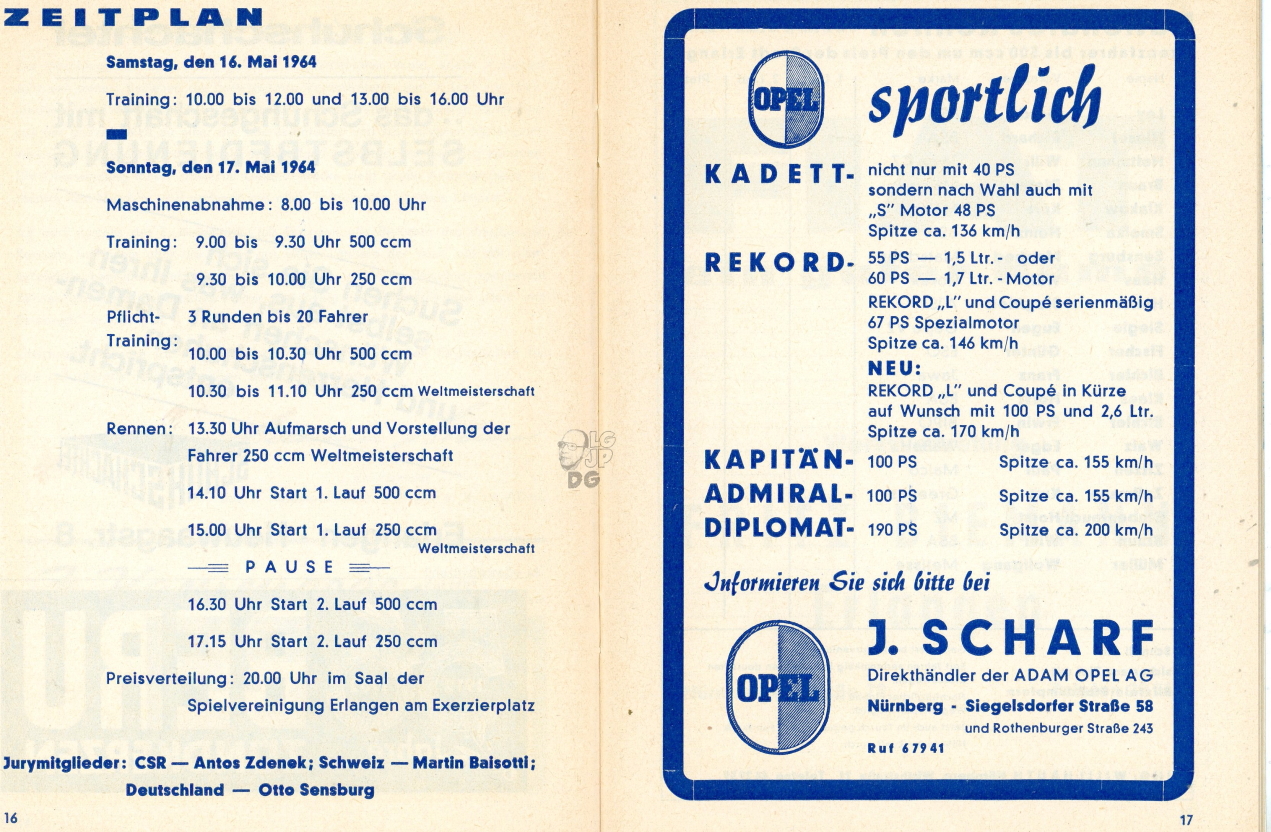 ZEITPLAN
Samstag, den 16. Mai 1964
Training: 10.00 bis 12.00 und 13.00 bis 16.00 Uhr
Sonntag, den 17. Mai 1964
Maschinenabnahme: 8.00 bis 10.00 Uhr
Training: 9.00 bis 9.30 Uhr 500 ccm
9.30 bis 10.00 Uhr 250 ccm
Pflicht- 3 Runden bis 20 Fahrer
Training:
10.00 bis 10.30 Uhr 500 ccm
10.30 bis 11.10 Uhr 250 ccm Weltmeisterschaft
Rennen: 13.30 Uhr Aufmarsch und Vorstellung der
Fahrer 250 ccm Weltmeisterschaft
14.10 Uhr Start 1. Lauf 500 ccm
15.00 Uhr Start 1. Lauf 250 ccm
Weltmeisterschaft
PAUSE
16.30 Uhr Start 2. Lauf 500 ccm
17.15 Uhr Start 2. Lauf 250 ccm
Preisverteilung: 20.00 Uhr im Saal der
Spielvereinigung Erlangen am Exerzierplatz
Jurymitglieder: CSR — Antos Zdenek; Schweiz — Martin Baisotti;
Deutschland — Otto Sensburg
16
LG
JP
DG
OPEL
sportlich
KADETT- nicht nur mit 40 PS
sondern nach Wahl auch mit
„S" Motor 48 PS
Spitze ca. 136 km/h
REKORD- 55 PS — 1,5 Ltr. - oder
60 PS — 1,7 Ltr. - Motor
REKORD „L" und Coupé serienmäßig
67 PS Spezialmotor
Spitze ca. 146 km/h
NEU:
REKORD „L" und Coupé in Kürze
auf Wunsch mit 100 PS und 2,6 Ltr.
Spitze ca. 170 km/h
KAPITÄN- 100 PS Spitze ca. 155 km/h
ADMIRAL- 100 PS Spitze ca. 155 km/h
DIPLOMAT- 190 PS Spitze ca. 200 km/h
Informieren Sie sich bitte bei
OPEL
J. SCHARF
Direkthändler der ADAM OPEL AG
Nürnberg - Siegelsdorfer Straße 58
und Rothenburger Straße 243
Ruf 67941
17